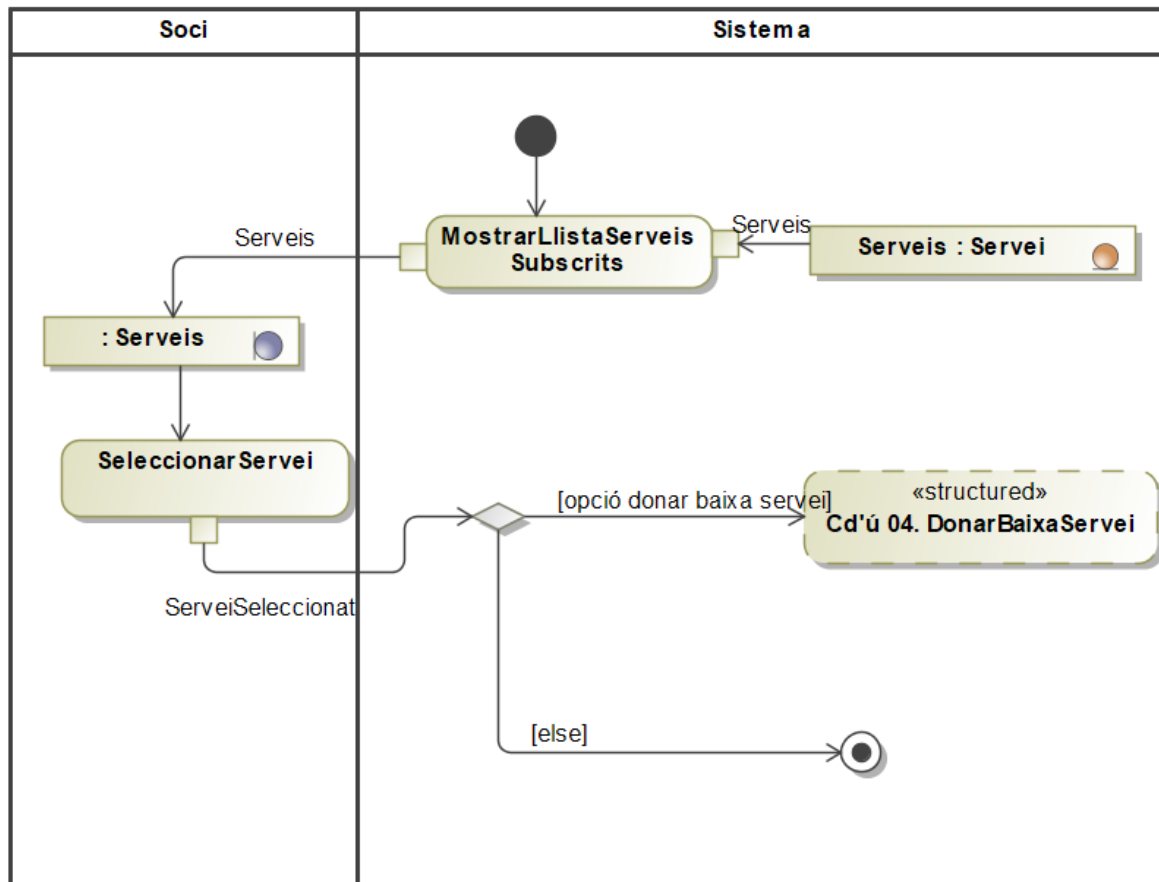 Soci
Sistema
Serveis
MostrarLlistaServeis
Subscrits
Serveis
Serveis : Servei
: Serveis
SeleccionarServei
ServeiSeleccionat
[opció donar baixa servei]
«structured»
Cd'ú 04. DonarBaixaServei
[else]